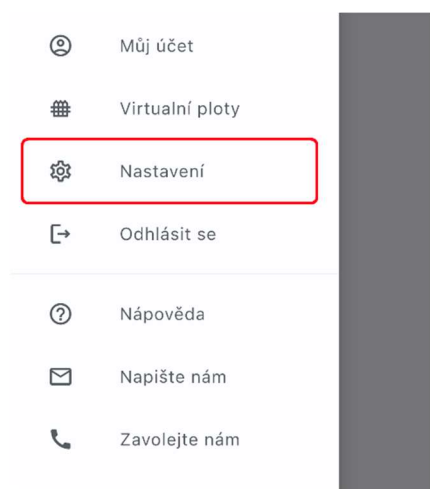 Můj účet
Virtualní ploty
Nastavení
Odhlásit se
Nápověda
Napište nám
Zavolejte nám